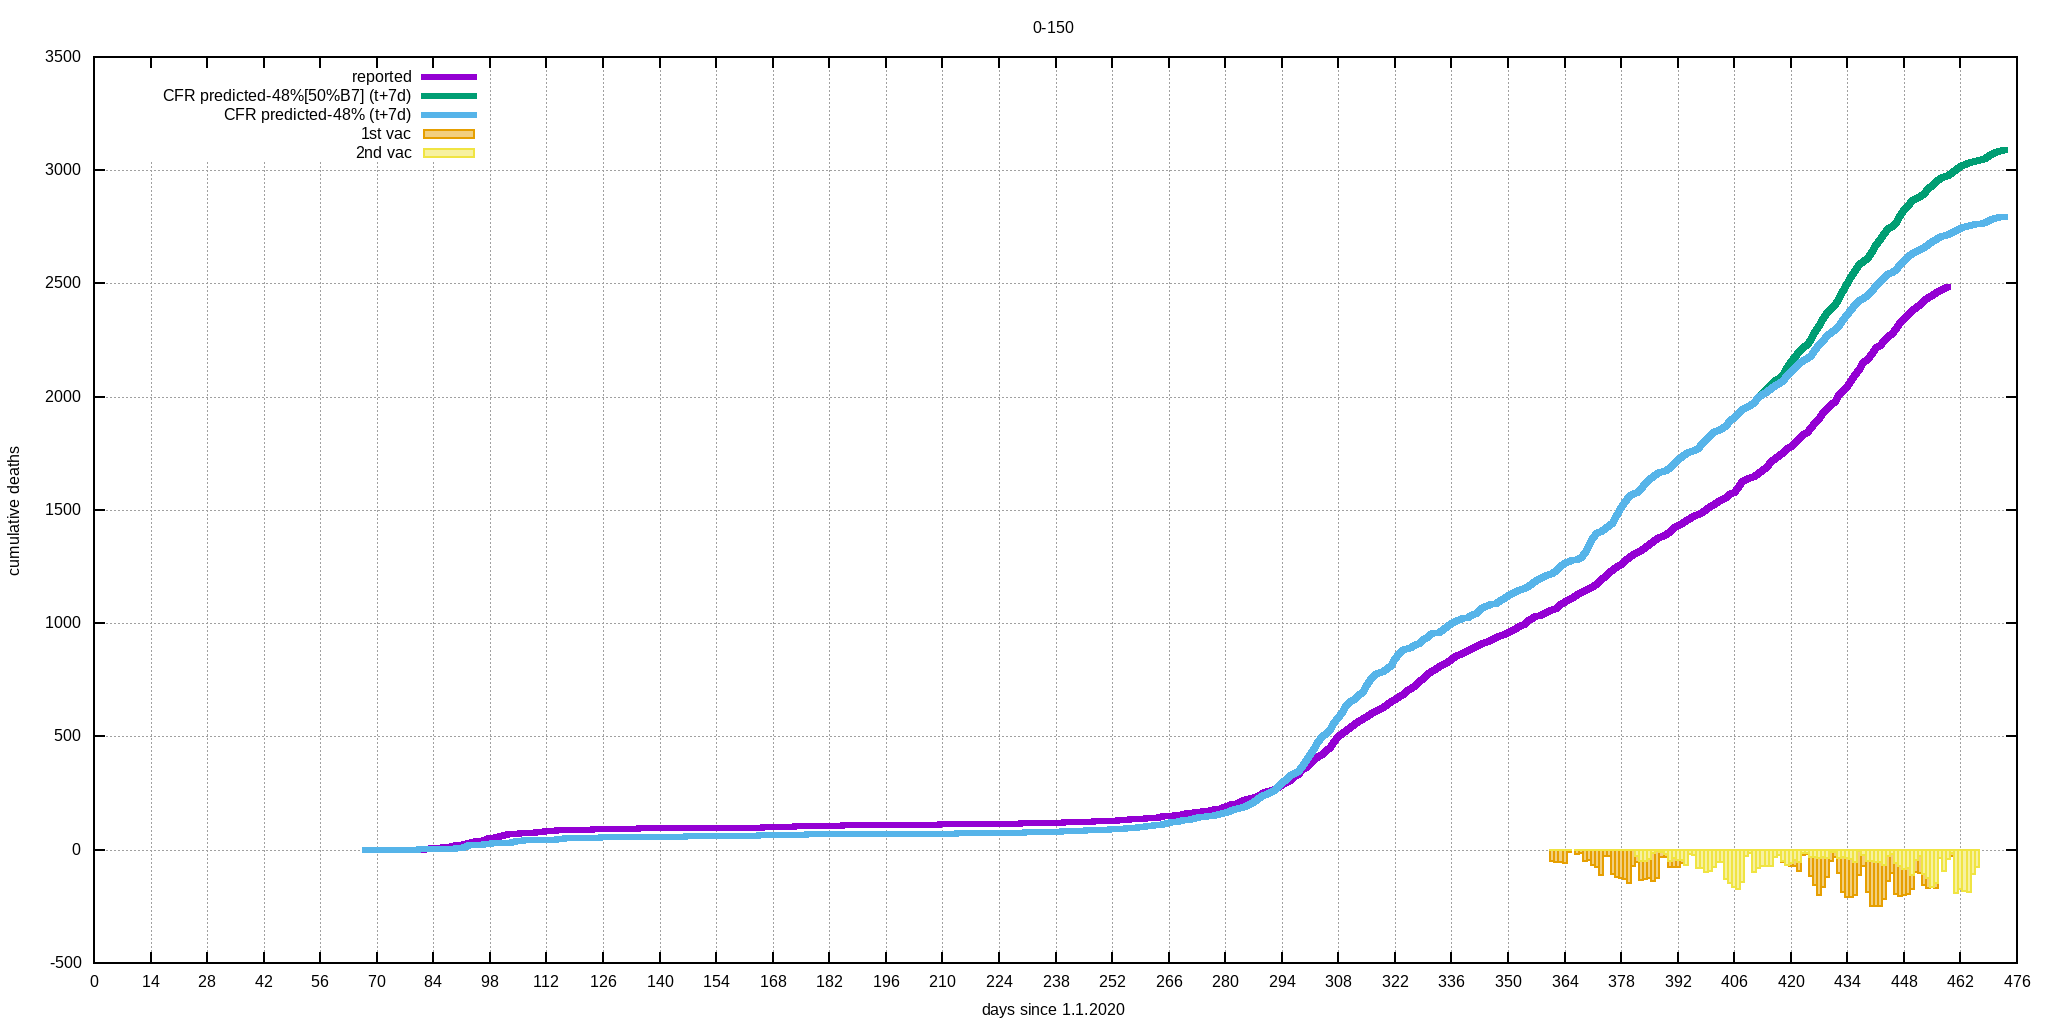 0-150
3500
3000
2500
2000
1500
1000
500
0
-500
cumulative deaths
reported
CFR predicted-48%[50%B7] (t+7d)
CFR predicted-48% (t+7d)
1st vac
2nd vac
0 14 28 42 56 70 84 98 112 126 140 154 168 182 196 210 224 238 252 266 280 294 308 322 336 350 364 378 392 406 420 434 448 462 476
days since 1.1.2020